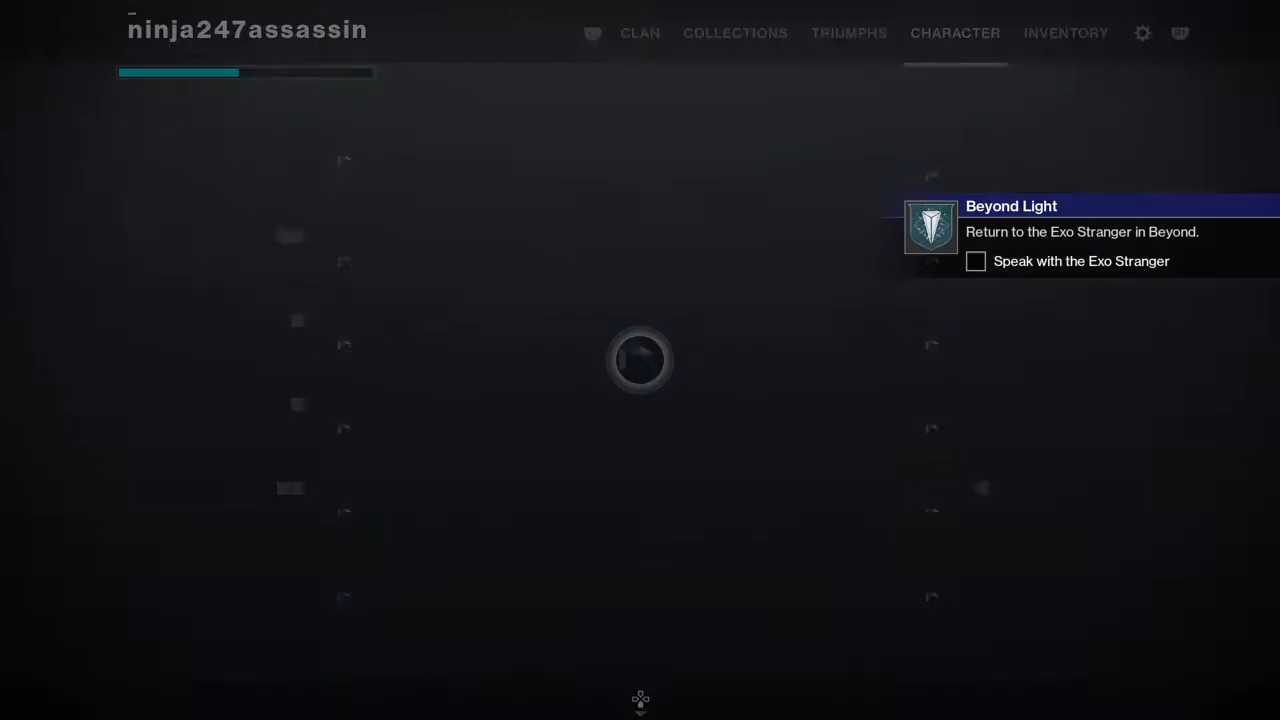 ninja247assassin
CLAN COLLECTIONS TRIUMPHS CHARACTER INVENTORY
Beyond Light
Return to the Exo Stranger in Beyond.
Speak with the Exo Stranger